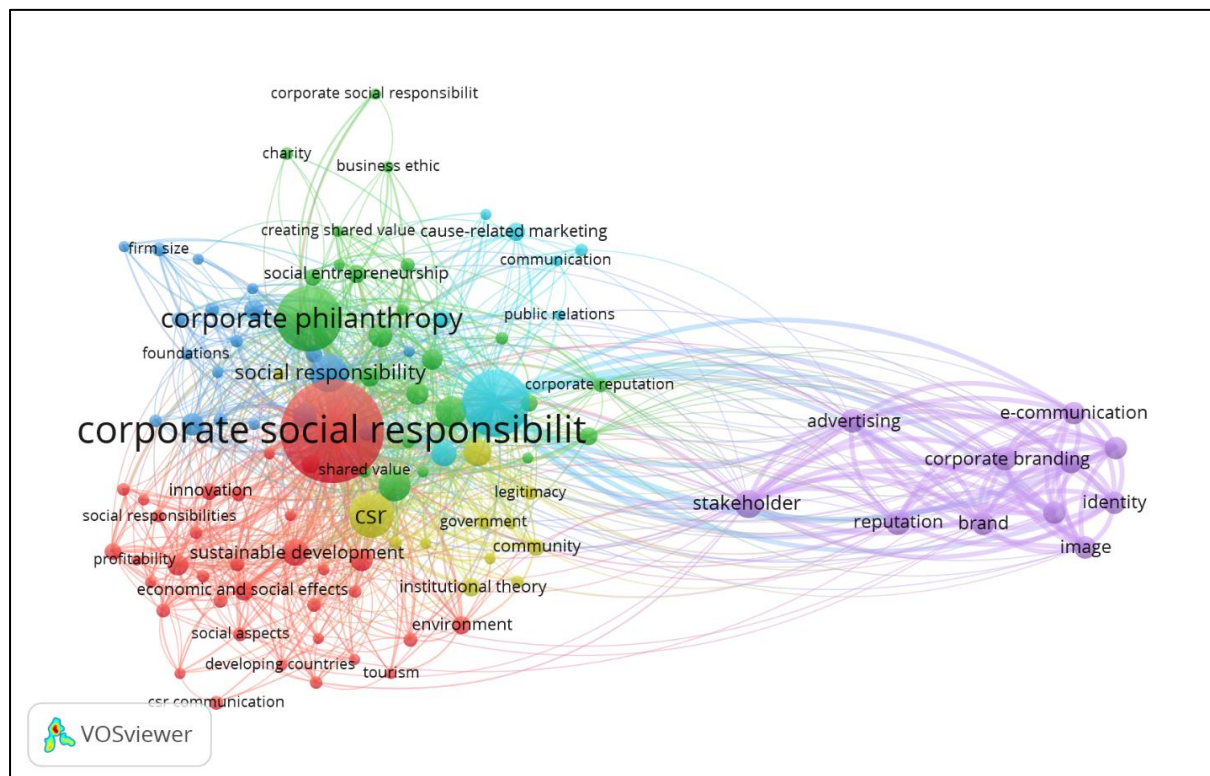 corporate social responsibilit
charity
business ethic
creating shared value
cause-related marketing
firm size
communication
social entrepreneurship
public relations
corporate philanthropy
foundations
social responsibility
corporate reputation
e-communication
advertising
corporate social responsibilit
corporate branding
shared value
innovation
legitimacy
stakeholder
identity
csr
social responsibilities
government
reputation
brand
sustainable development
community
image
profitability
economic and social effects
institutional theory
environment
social aspects
developing countries
tourism
csr communication
VOSviewer